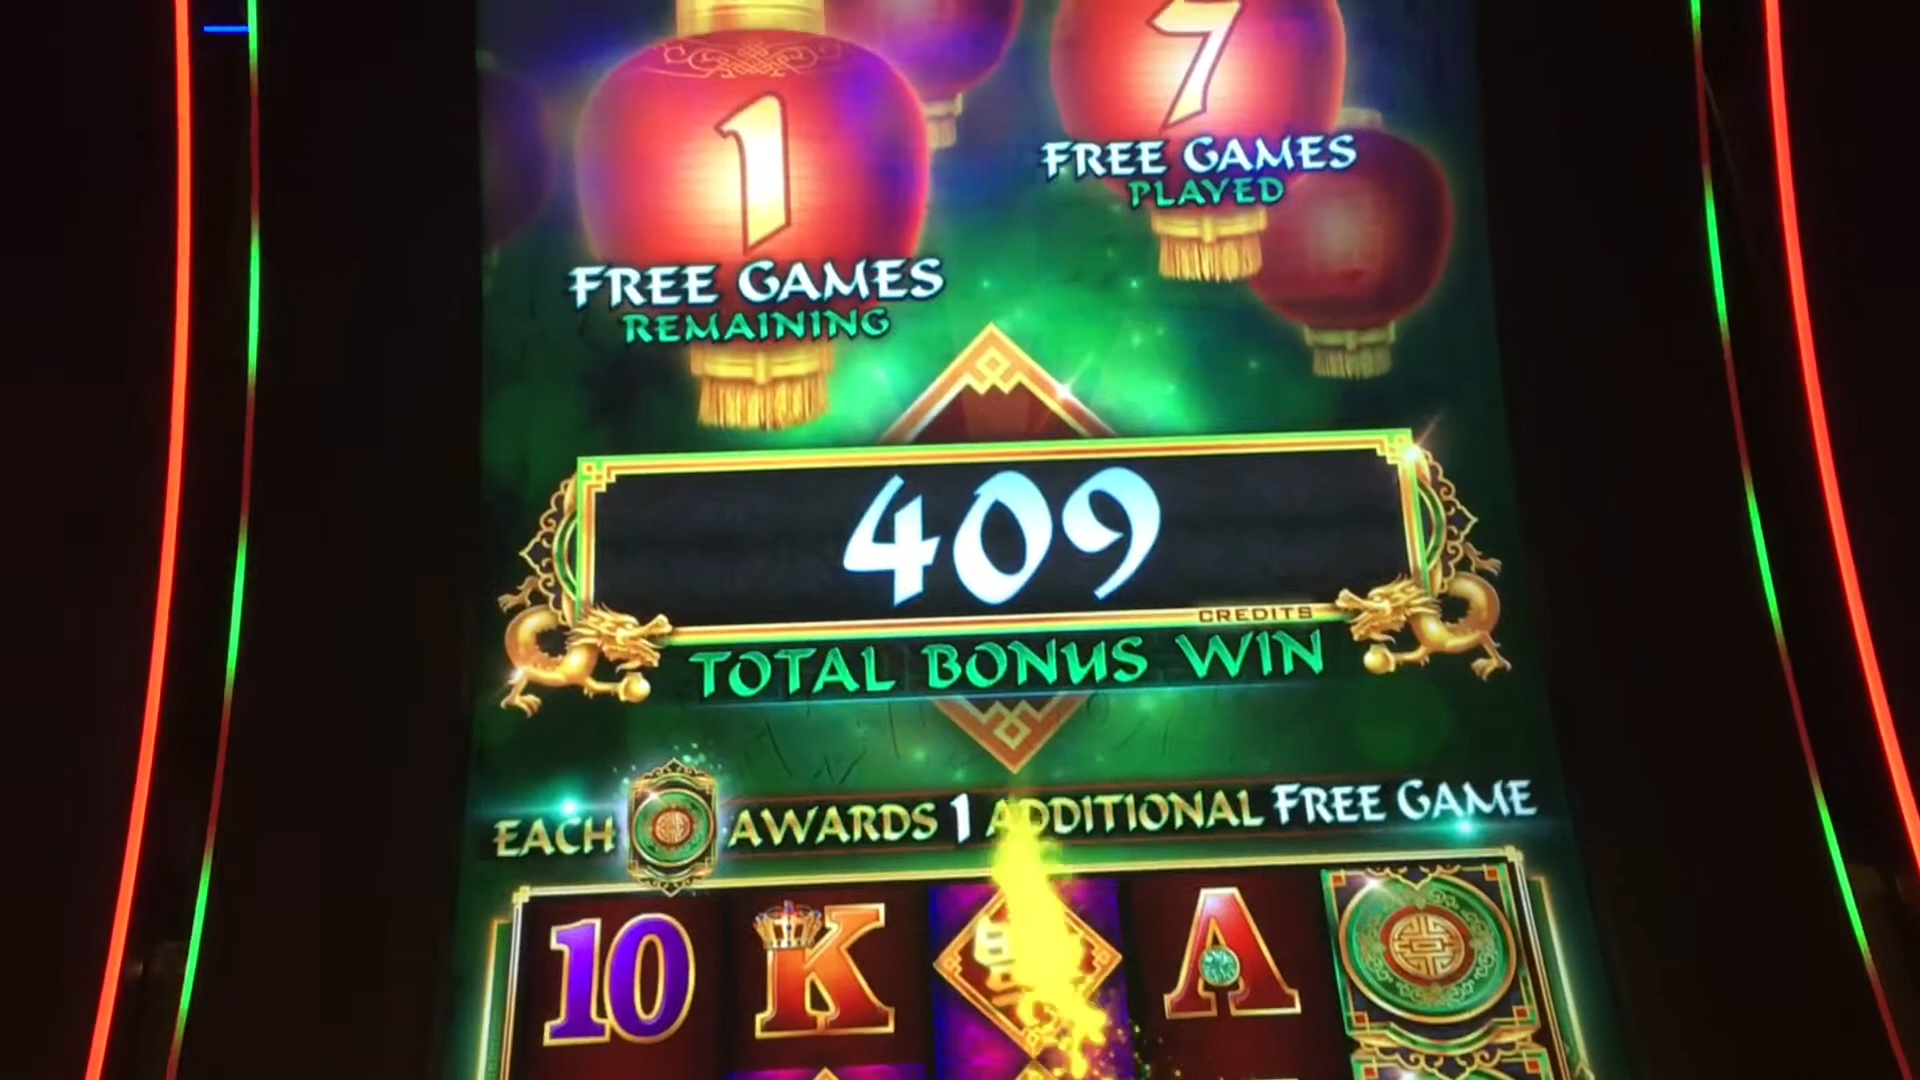 1
FREE GAMES
REMAINING
7
FREE GAMES
PLAYED
409
CREDITS
TOTAL BONUS WIN
EACH AWARDS 1 ADDITIONAL FREE GAME
10 K A